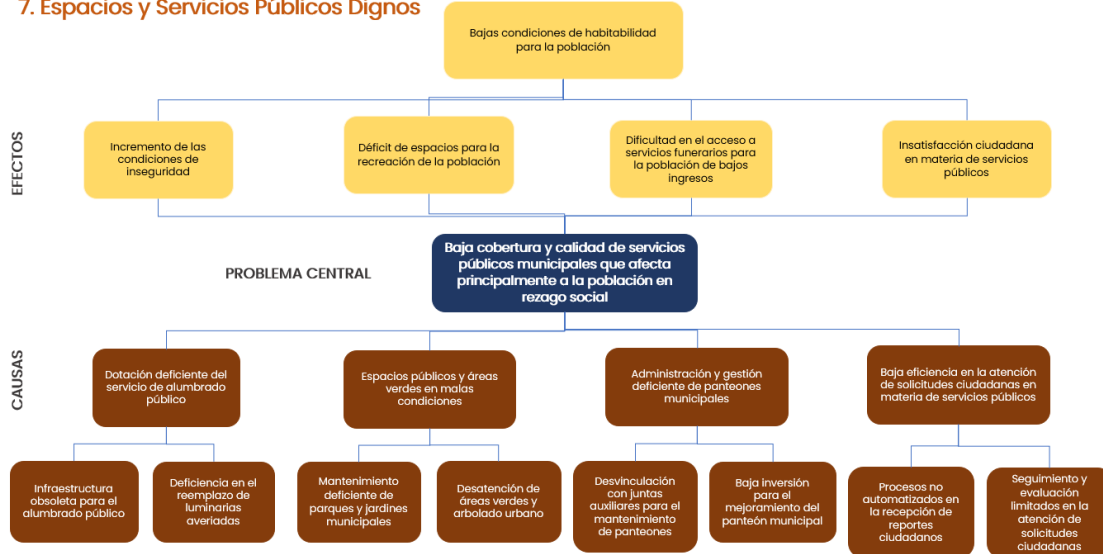 7. Espacios y Servicios Públicos Dignos
Bajas condiciones de habitabilidad
para la población
EFECTOS
Incremento de las
condiciones de
inseguridad
Déficit de espacios para la
recreación de la población
Dificultad en el acceso a
servicios funerarios para
la población de bajos
ingresos
Insatisfacción ciudadana
en materia de servicios
públicos
PROBLEMA CENTRAL
Baja cobertura y calidad de servicios
públicos municipales que afecta
principalmente a la población en
rezago social
CAUSAS
Dotación deficiente del
servicio de alumbrado
público
Espacios públicos y áreas
verdes en malas
condiciones
Administración y gestión
deficiente de panteones
municipales
Baja eficiencia en la atención
de solicitudes ciudadanas en
materia de servicios públicos
Infraestructura
obsoleta para el
alumbrado público
Deficiencia en el
reemplazo de
luminarias
averiadas
Mantenimiento
deficiente de
parques y jardines
municipales
Desatención de
áreas verdes y
arbolado urbano
Desvinculación
con juntas
auxiliares para el
mantenimiento
de panteones
Baja inversión
para el
mejoramiento del
panteón municipal
Procesos no
automatizados en
la recepción de
reportes
ciudadanos
Seguimiento y
evaluación
limitados en la
atención de
solicitudes
ciudadanas